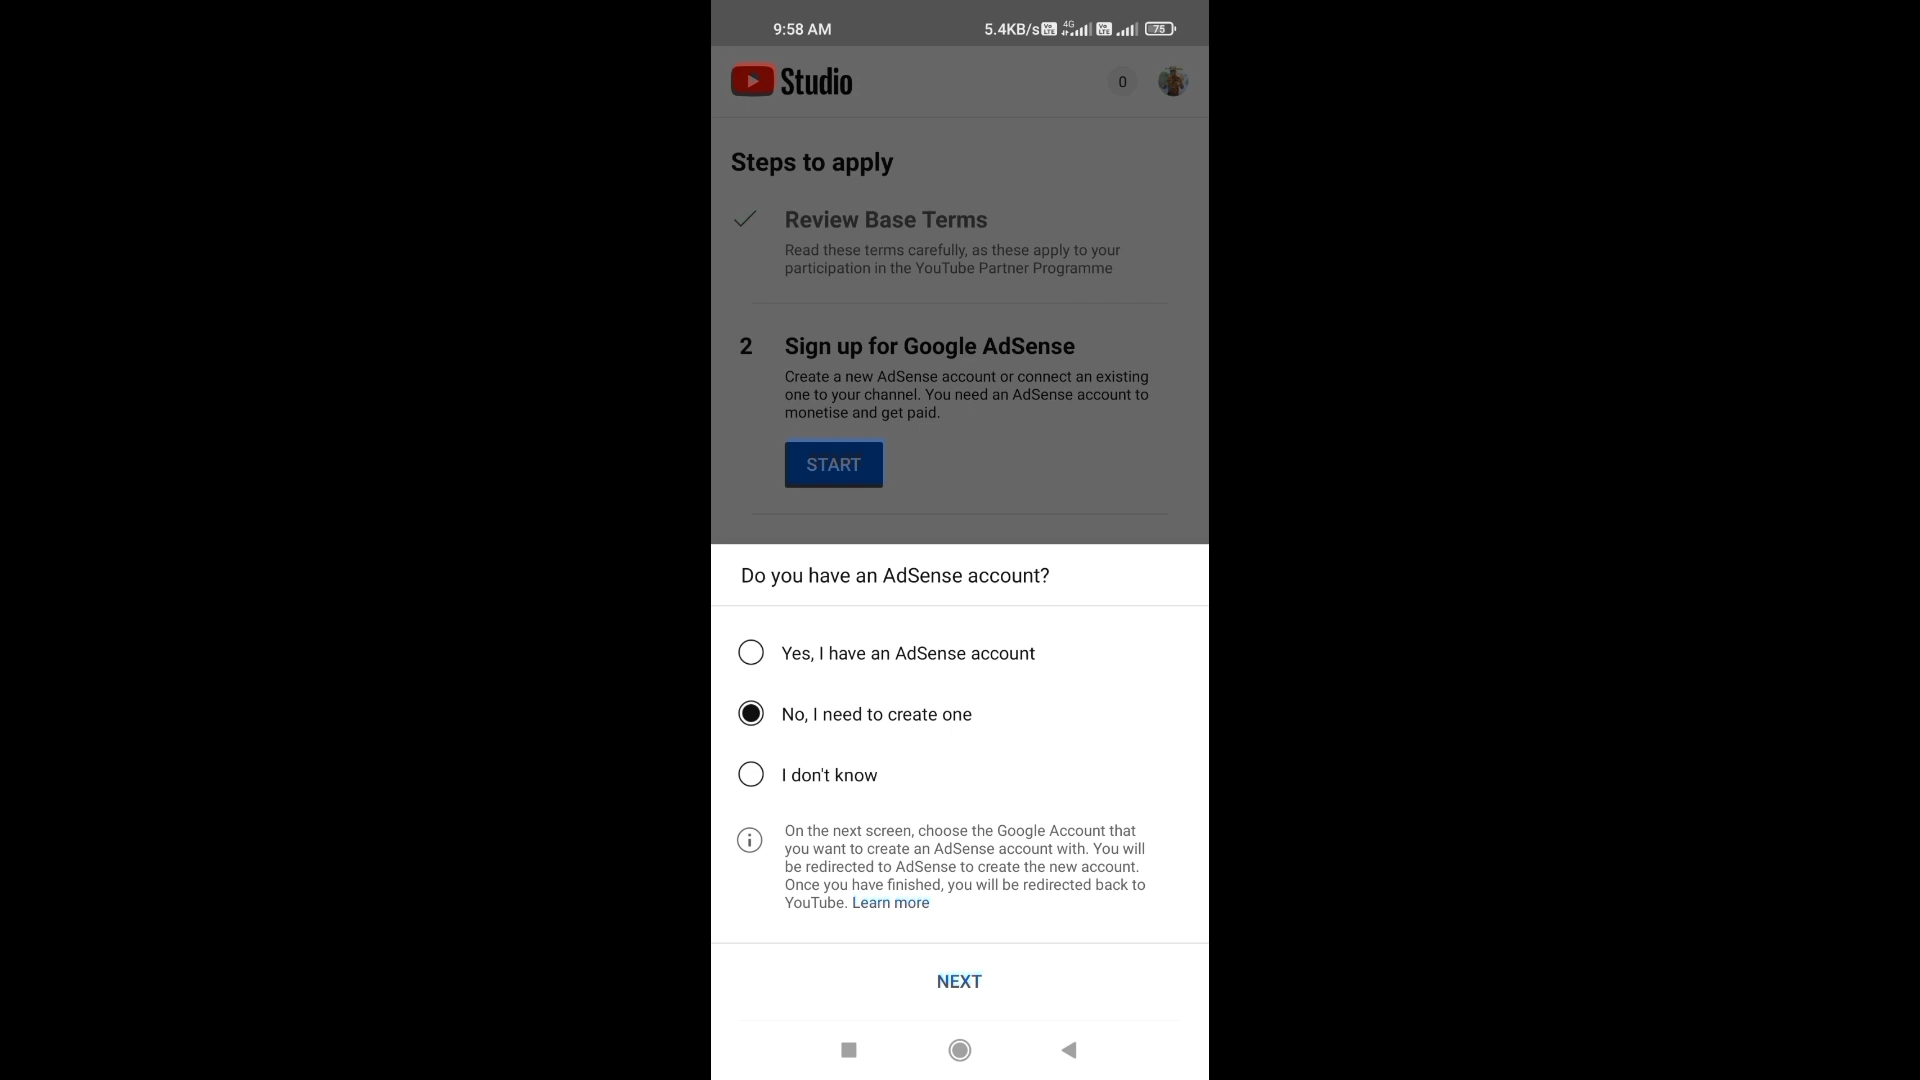 9:58 AM
5.4KB/s Vo LTE 4G Vo LTE 75
Studio
0
Steps to apply
Review Base Terms
Read these terms carefully, as these apply to your
participation in the YouTube Partner Programme
2 Sign up for Google AdSense
Create a new AdSense account or connect an existing
one to your channel. You need an AdSense account to
monetise and get paid.
START
Do you have an AdSense account?
Yes, I have an AdSense account
No, I need to create one
I don't know
On the next screen, choose the Google Account that
you want to create an AdSense account with. You will
be redirected to AdSense to create the new account.
Once you have finished, you will be redirected back to
YouTube. Learn more
NEXT